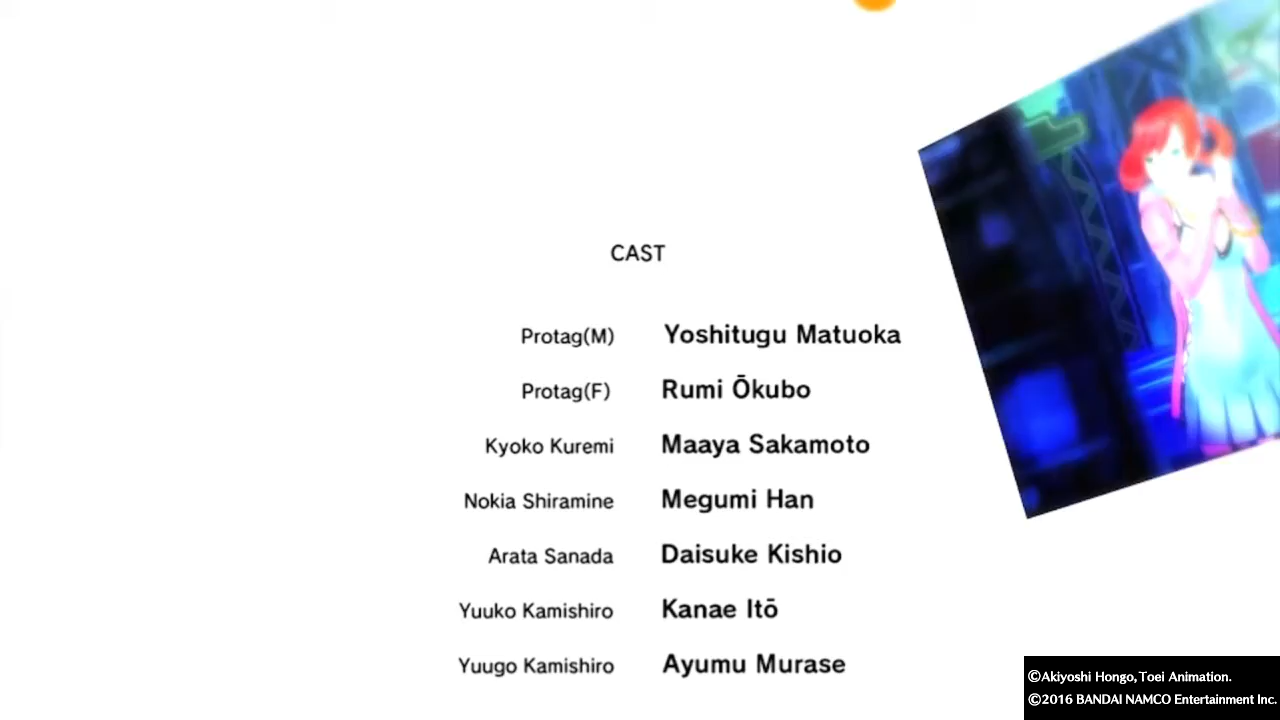 CAST
Protag(M) Yoshitugu Matuoka
Protag(F) Rumi Ōkubo
Kyoko Kuremi Maaya Sakamoto
Nokia Shiramine Megumi Han
Arata Sanada Daisuke Kishio
Yuuko Kamishiro Kanae Itō
Yuugo Kamishiro Ayumu Murase
©Akiyoshi Hongo, Toei Animation.
©2016 BANDAI NAMCO Entertainment Inc.